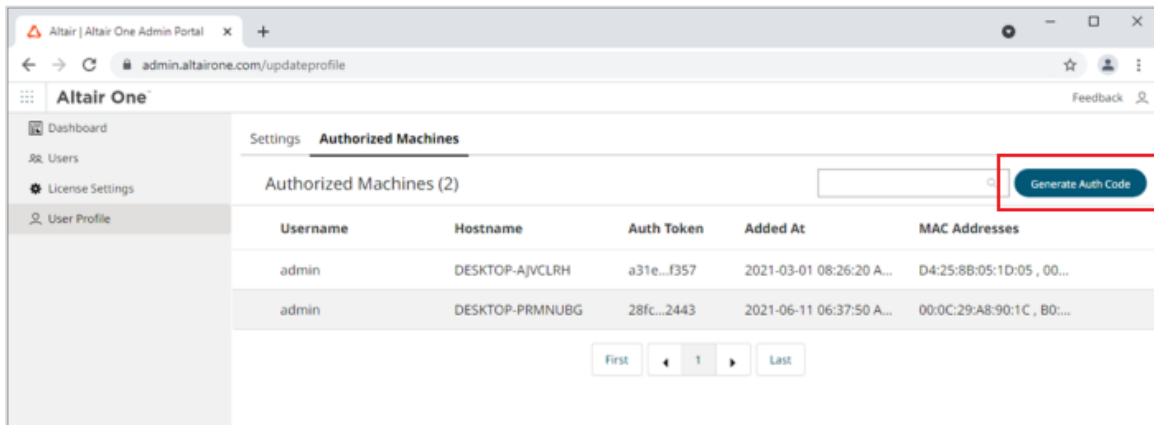 Altair | Altair One Admin Portal
admin.altairone.com/updateprofile
Altair One™
Feedback
Dashboard
Users
License Settings
User Profile
Settings Authorized Machines
Authorized Machines (2)
Generate Auth Code
Username Hostname Auth Token Added At MAC Addresses
admin DESKTOP-AJVCLRH a31e...f357 2021-03-01 08:26:20 A... D4:25:8B:05:1D:05 , 00...
admin DESKTOP-PRMNUBG 28fc...2443 2021-06-11 06:37:50 A... 00:0C:29:A8:90:1C , B0:...
First 1 Last